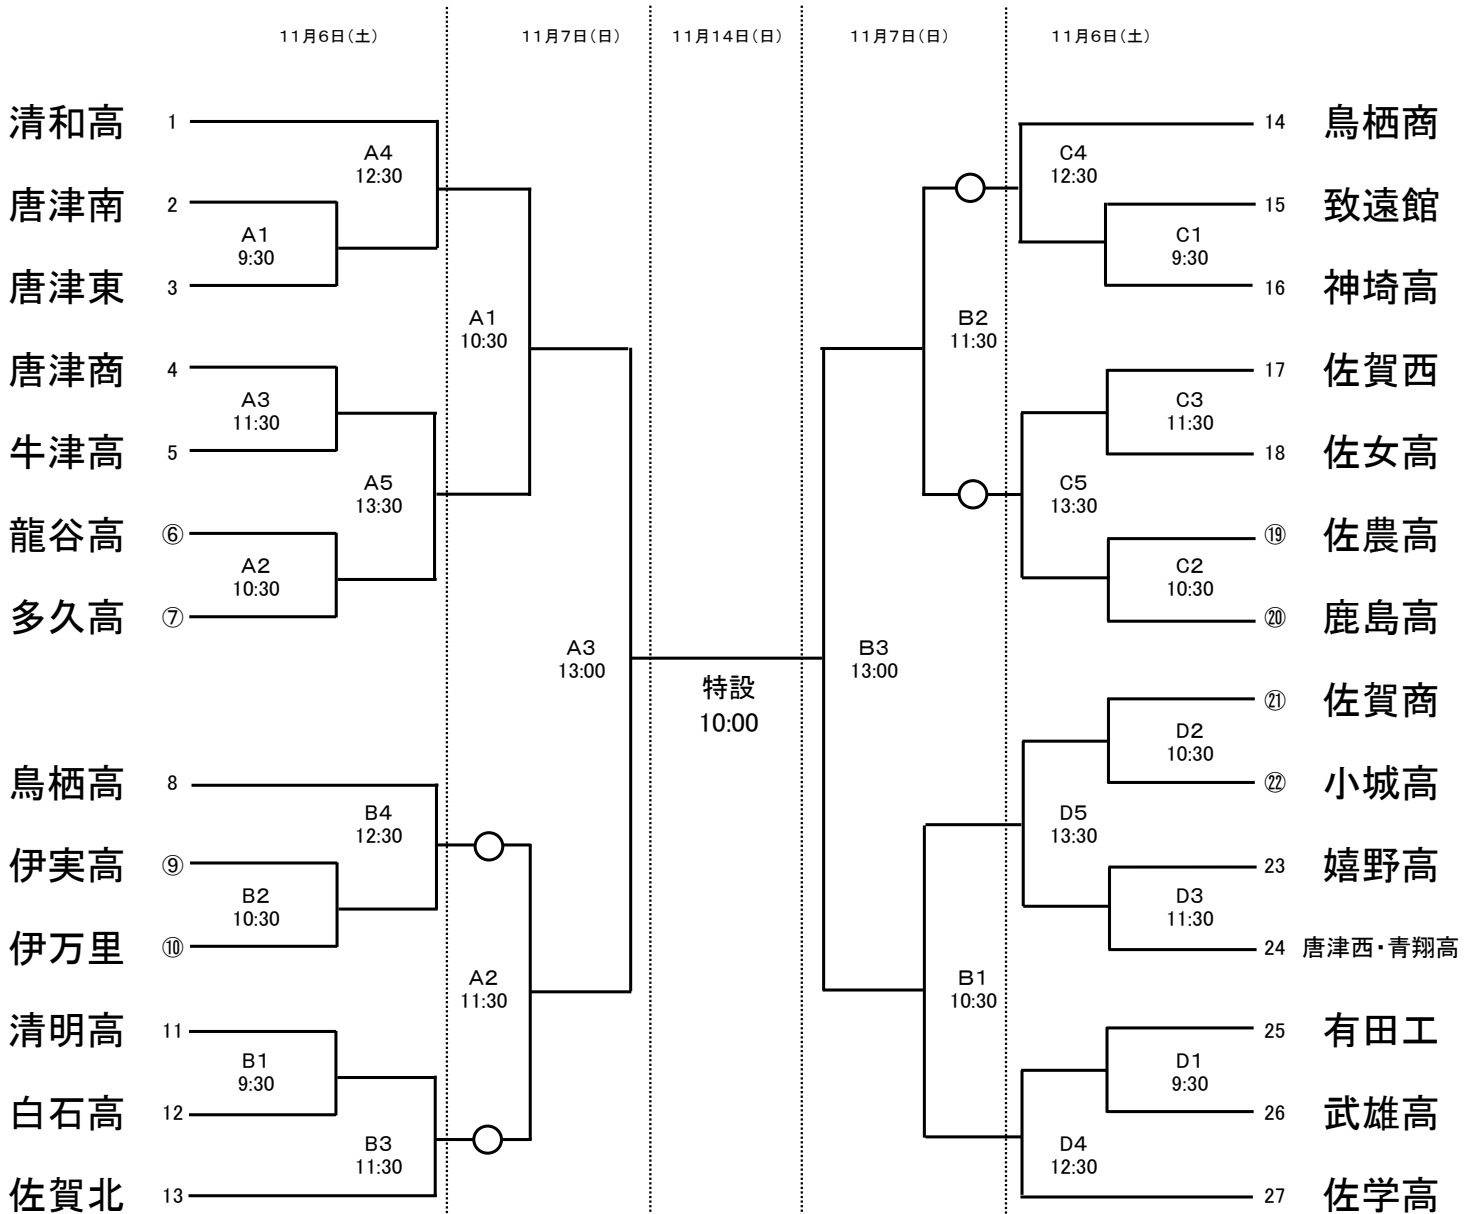 11月6日(土) 11月7日(日) 11月14日(日) 11月7日(日) 11月6日(土)
清和高 1
A4
12:30
唐津南 2
A1
9:30
唐津東 3
A1
10:30
唐津商 4
A3
11:30
牛津高 5
A5
13:30
龍谷高 ⑥
A2
10:30
多久高 ⑦
A3
13:00
鳥栖高 8
B4
12:30
伊実高 ⑨
B2
10:30
伊万里 ⑩
A2
11:30
清明高 11
B1
9:30
白石高 12
B3
11:30
佐賀北 13
特設
10:00
14 鳥栖商
C4
12:30
15 致遠館
C1
9:30
16 神埼高
B2
11:30
17 佐賀西
C3
11:30
18 佐女高
C5
13:30
⑲ 佐農高
C2
10:30
⑳ 鹿島高
B3
13:00
㉑ 佐賀商
D2
10:30
㉒ 小城高
D5
13:30
23 嬉野高
D3
11:30
24 唐津西・青翔高
B1
10:30
25 有田工
D1
9:30
26 武雄高
D4
12:30
27 佐学高